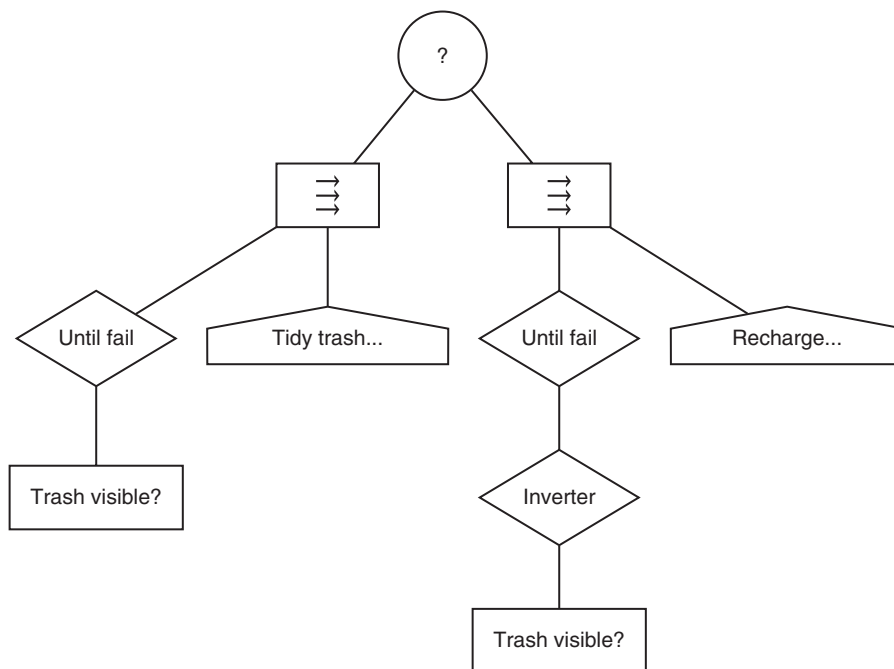 ?
Until fail
Tidy trash...
Until fail
Recharge...
Trash visible?
Inverter
Trash visible?